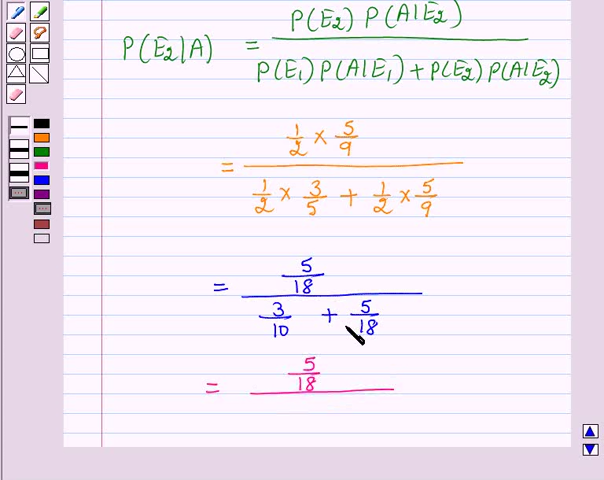 P(E₂) P(A|E₂)
P(E₂|A) =
P(E₁) P(A|E₁) + P(E₂) P(A|E₂)
1/2 × 5/9
=
1/2 × 3/5 + 1/2 × 5/9
5/18
=
3/10 + 5/18
5/18
=